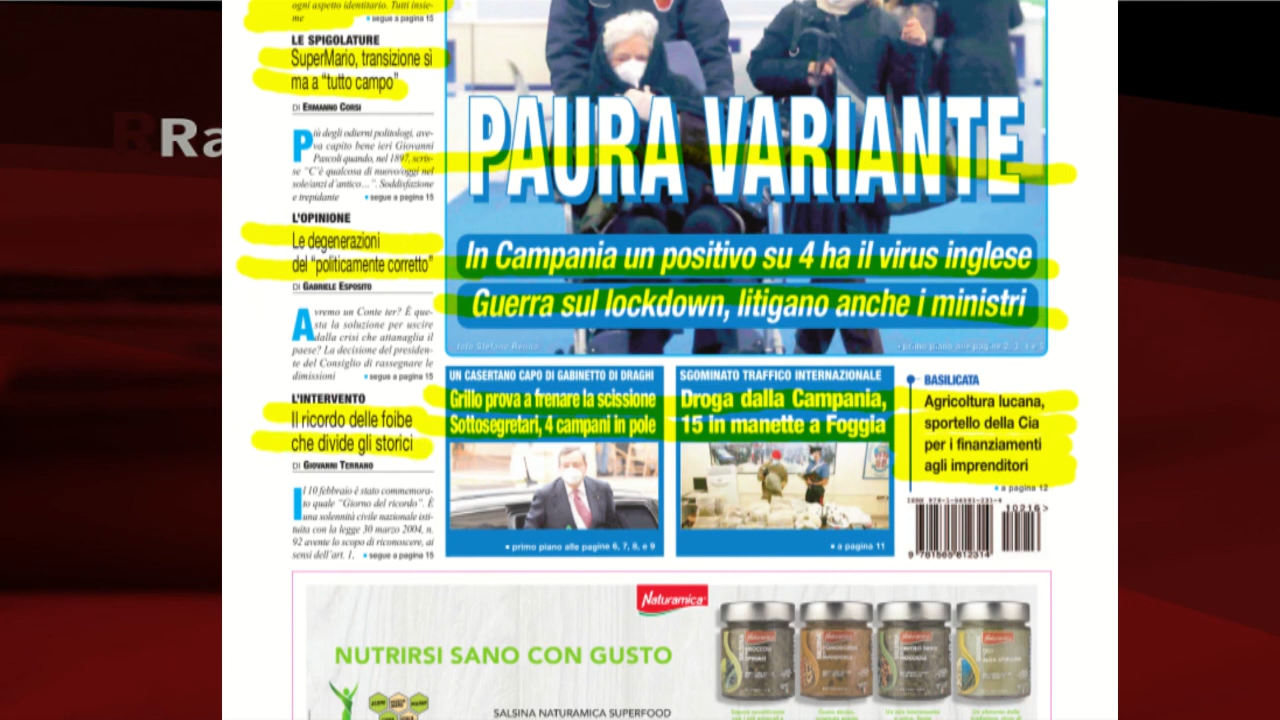 Ra
ogni aspetto identitario. Tutti insie-
me
• segue a pagina 15
LE SPIGOLATURE
SuperMario, transizione sì
ma a “tutto campo”
DI ERMANNO CORSI
Più degli odierni politologi, ave-
va capito bene ieri Giovanni
Pascoli quando, nel 1897, scris-
se “C’è qualcosa di nuovo/oggi nel
sole/anzi d’antico…”. Soddisfazione
e trepidante
• segue a pagina 15
L'OPINIONE
Le degenerazioni
del “politicamente corretto”
DI GABRIELE ESPOSITO
Avremo un Conte ter? È que-
sta la soluzione per uscire
dalla crisi che attanaglia il
paese? La decisione del presiden-
te del Consiglio di rassegnare le
dimissioni
• segue a pagina 15
L'INTERVENTO
Il ricordo delle foibe
che divide gli storici
DI GIOVANNI TERRANO
Il 10 febbraio è stato commemora-
to quale “Giorno del ricordo”. È
una solennità civile nazionale isti-
tuita con la legge 30 marzo 2004, n.
92 avente lo scopo di riconoscere, ai
sensi dell’art. 1,
• segue a pagina 15
PAURA VARIANTE
In Campania un positivo su 4 ha il virus inglese
Guerra sul lockdown, litigano anche i ministri
• primo piano alle pagine 2, 3, 4 e 5
UN CASERTANO CAPO DI GABINETTO DI DRAGHI
Grillo prova a frenare la scissione
Sottosegretari, 4 campani in pole
• primo piano alle pagine 6, 7, 8, e 9
SGOMINATO TRAFFICO INTERNAZIONALE
Droga dalla Campania,
15 in manette a Foggia
• a pagina 11
BASILICATA
Agricoltura lucana,
sportello della Cia
per i finanziamenti
agli imprenditori
• a pagina 12
10216>
Naturamica
NUTRIRSI SANO CON GUSTO
SALSINA NATURAMICA SUPERFOOD